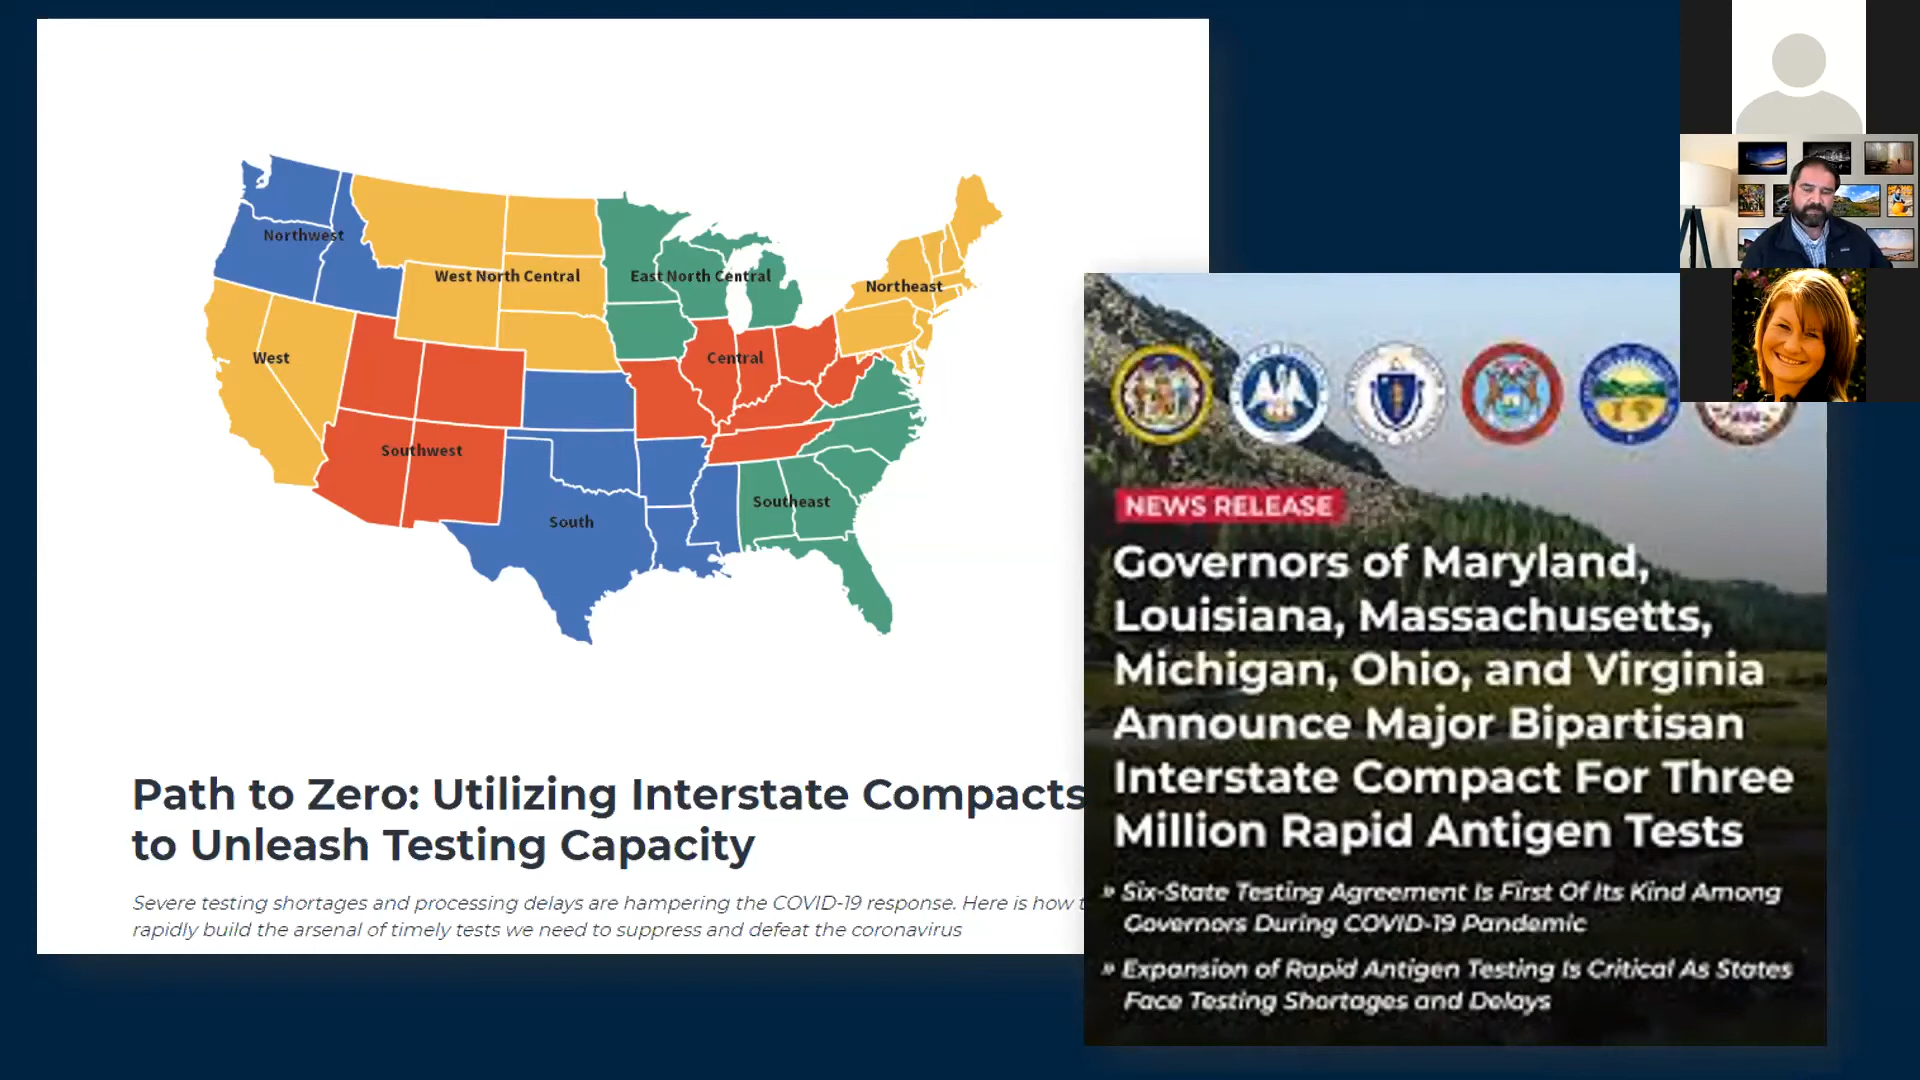 Northwest
West North Central
East North Central
Northeast
West
Central
Southwest
Southeast
South
Path to Zero: Utilizing Interstate Compacts
to Unleash Testing Capacity
Severe testing shortages and processing delays are hampering the COVID-19 response. Here is how
rapidly build the arsenal of timely tests we need to suppress and defeat the coronavirus
NEWS RELEASE
Governors of Maryland,
Louisiana, Massachusetts,
Michigan, Ohio, and Virginia
Announce Major Bipartisan
Interstate Compact For Three
Million Rapid Antigen Tests
» Six-State Testing Agreement Is First Of Its Kind Among
Governors During COVID-19 Pandemic
» Expansion of Rapid Antigen Testing Is Critical As States
Face Testing Shortages and Delays